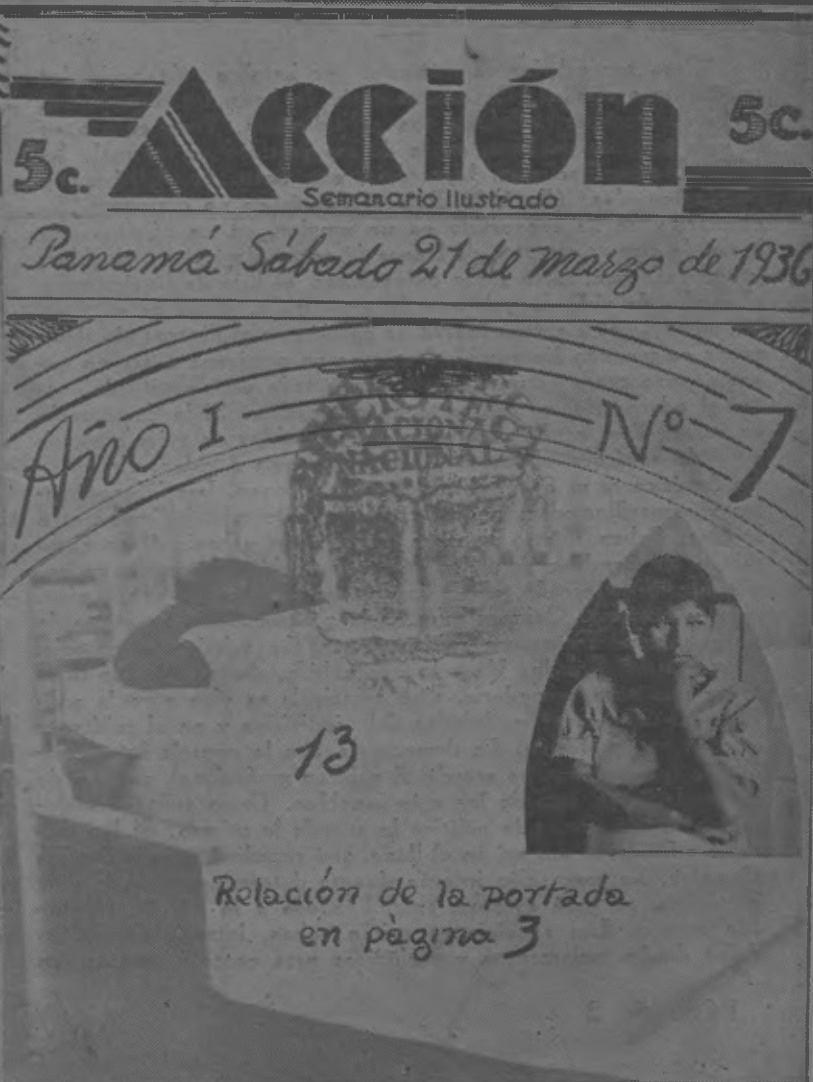 Acción
5c.
5c.
Semanario Ilustrado
Panamá Sábado 21 de marzo de 1936
Año I
Nº 7
NACIONAL
13
Relación de la portada
en página 3